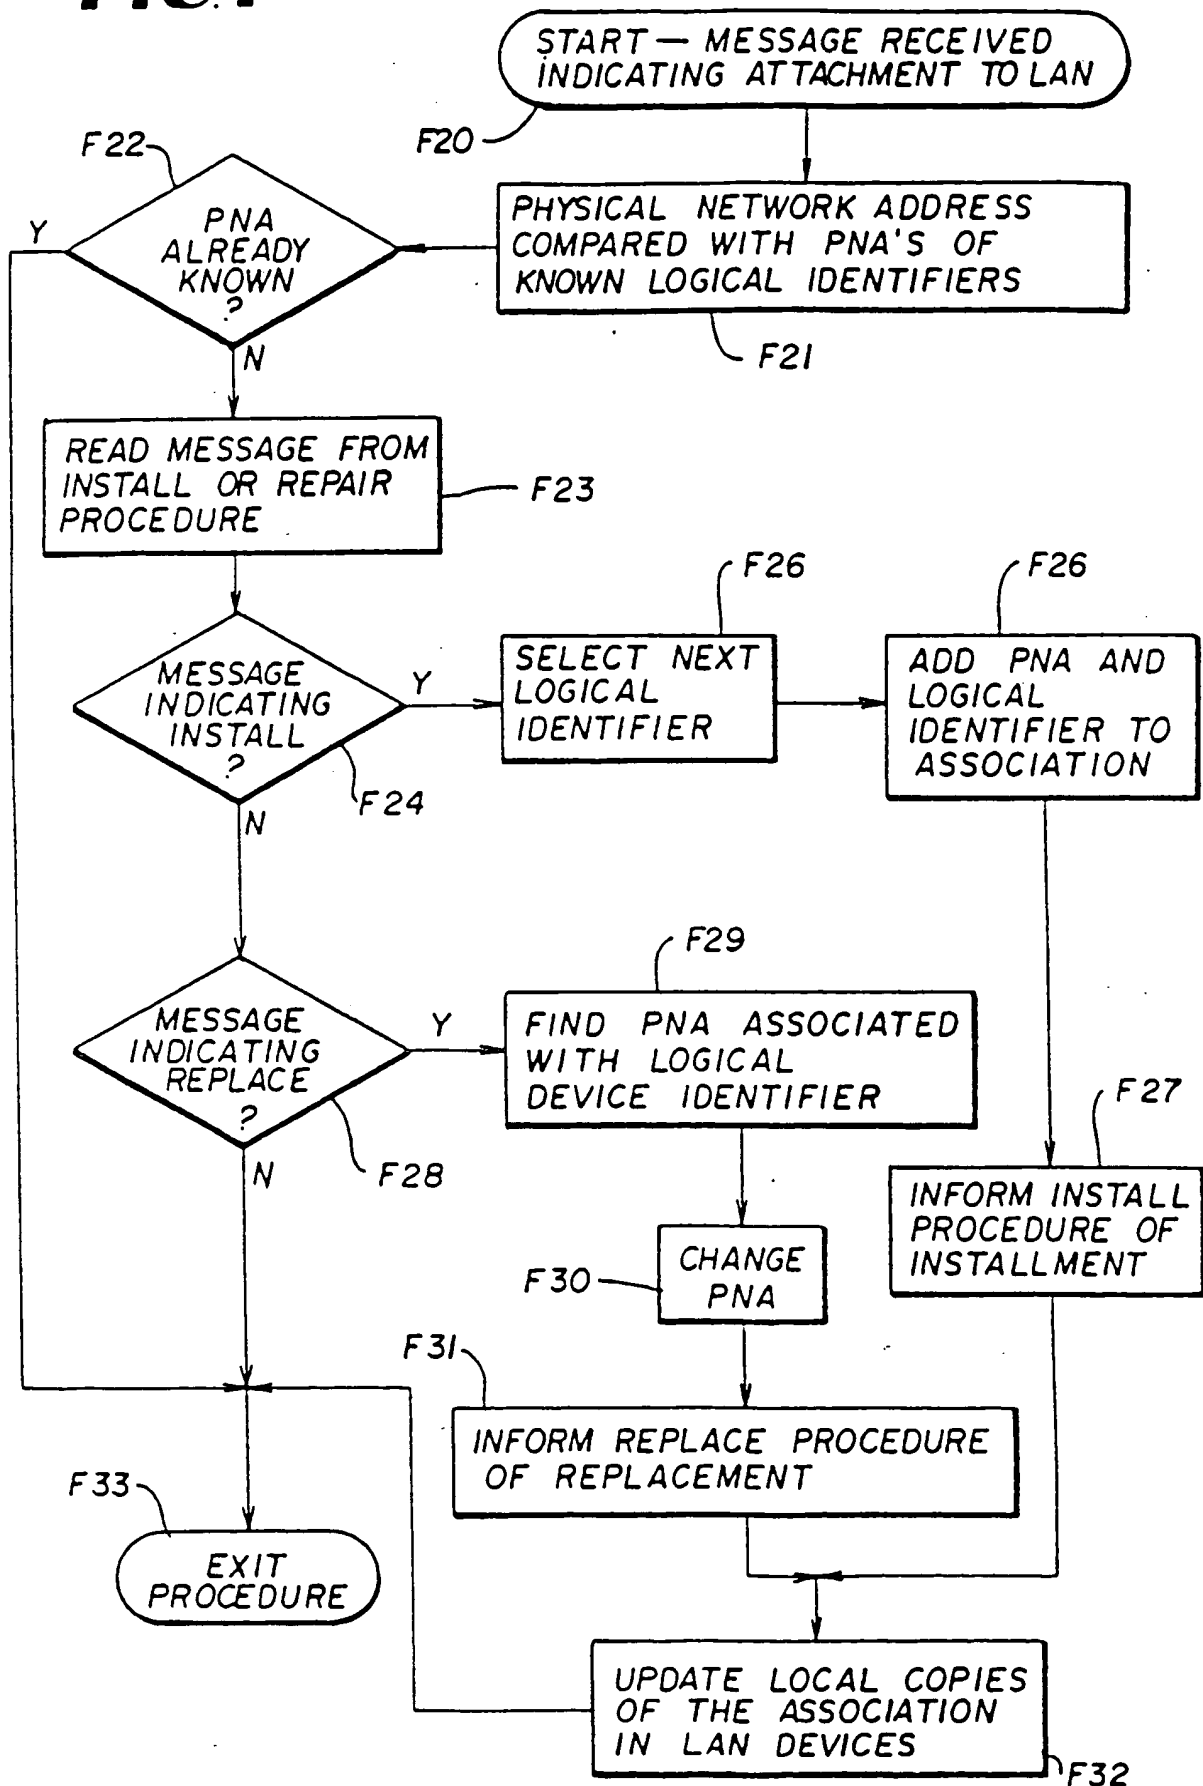 START — MESSAGE RECEIVED
INDICATING ATTACHMENT TO LAN
F20
F22
PHYSICAL NETWORK ADDRESS
COMPARED WITH PNA'S OF
KNOWN LOGICAL IDENTIFIERS
F21
Y
PNA
ALREADY
KNOWN
?
N
READ MESSAGE FROM
INSTALL OR REPAIR
PROCEDURE
F23
MESSAGE
INDICATING
INSTALL
?
Y
F24
N
F26
SELECT NEXT
LOGICAL
IDENTIFIER
F26
ADD PNA AND
LOGICAL
IDENTIFIER TO
ASSOCIATION
MESSAGE
INDICATING
REPLACE
?
Y
F28
N
F29
FIND PNA ASSOCIATED
WITH LOGICAL
DEVICE IDENTIFIER
F27
INFORM INSTALL
PROCEDURE OF
INSTALLMENT
F30
CHANGE
PNA
F31
INFORM REPLACE PROCEDURE
OF REPLACEMENT
F33
EXIT
PROCEDURE
UPDATE LOCAL COPIES
OF THE ASSOCIATION
IN LAN DEVICES
F32